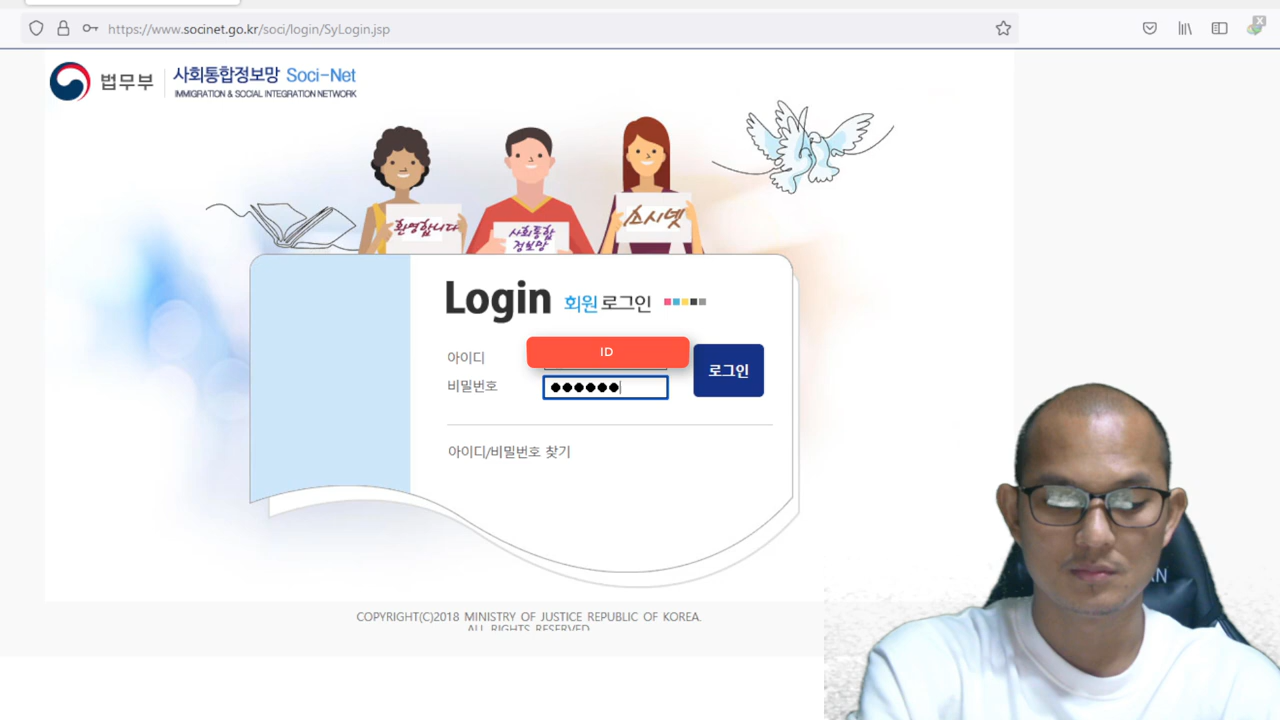 https://www.socinet.go.kr/soci/login/SyLogin.jsp
법무부
사회통합정보망 Soci-Net
IMMIGRATION & SOCIAL INTEGRATION NETWORK
환영합니다
사회통합
정보망
소시넷
Login 회원 로그인
아이디
ID
비밀번호
로그인
아이디/비밀번호 찾기
COPYRIGHT(C)2018 MINISTRY OF JUSTICE REPUBLIC OF KOREA.
ALL RIGHTS RESERVED